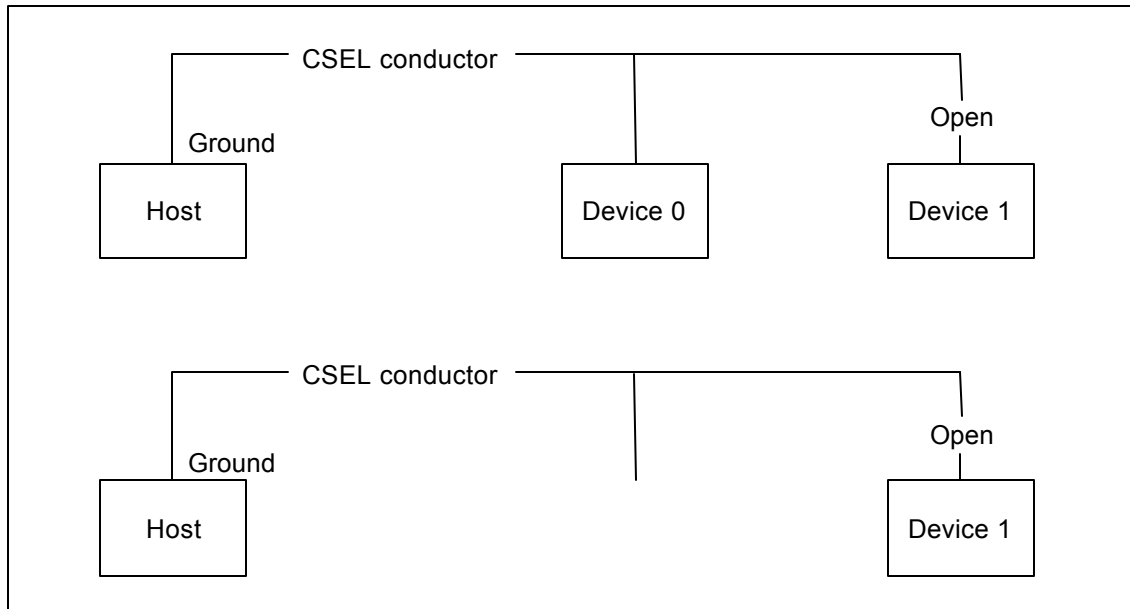 CSEL conductor
Open
Ground
Host
Device 0
Device 1
CSEL conductor
Open
Ground
Host
Device 1